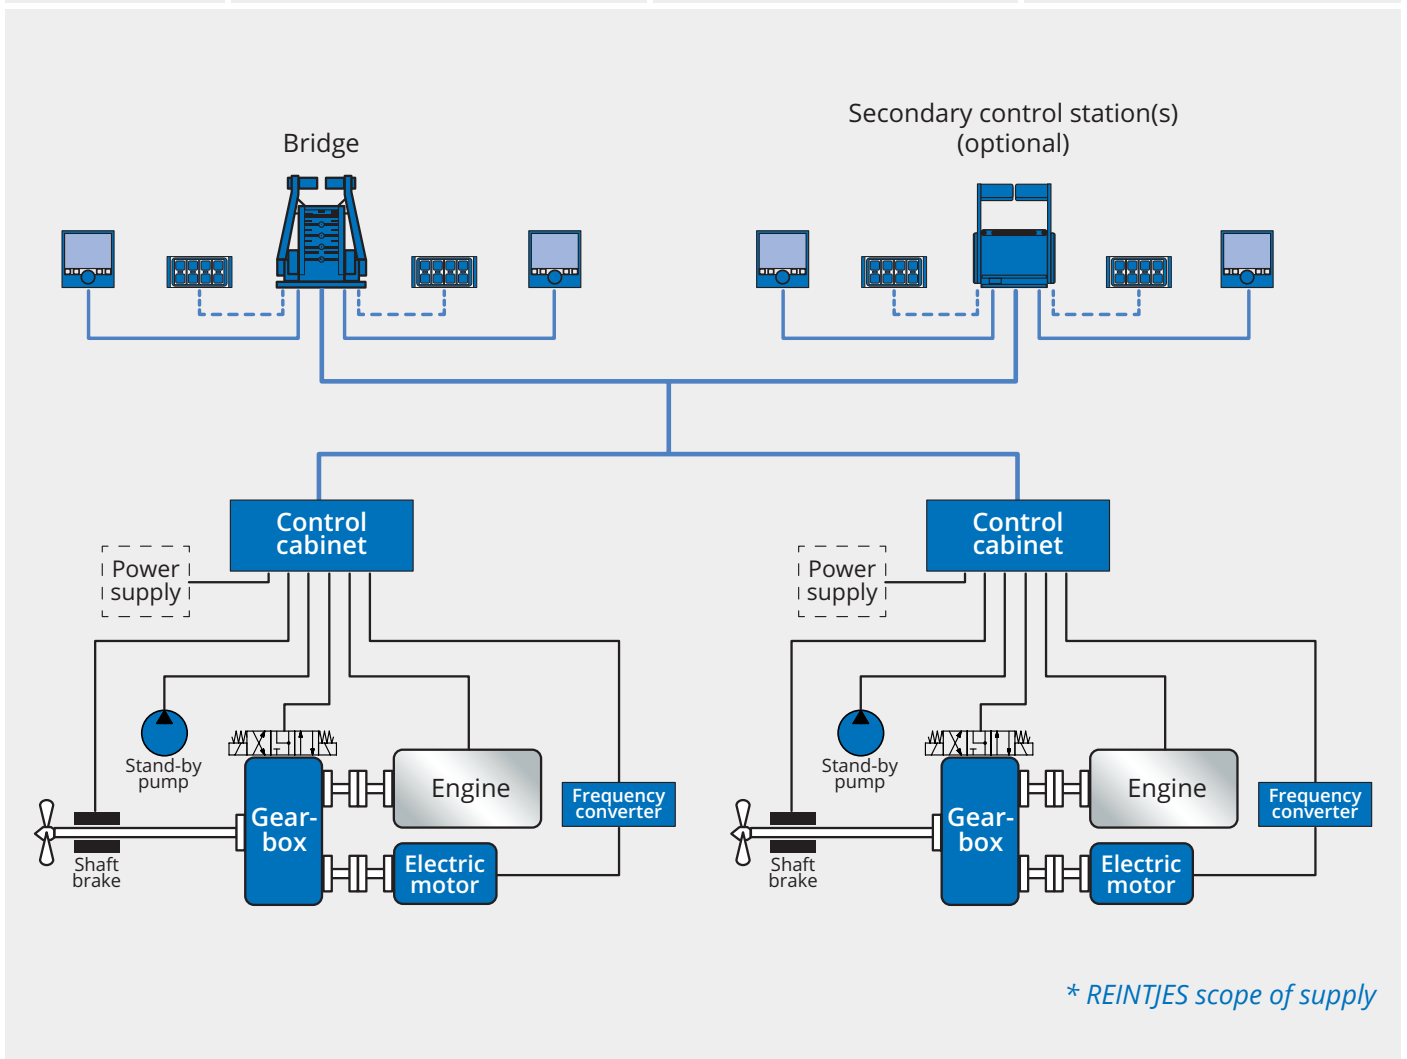 Bridge
Secondary control station(s)
(optional)
Control
cabinet
Power
supply
Stand-by
pump
Engine
Gear-
box
Frequency
converter
Shaft
brake
Electric
motor
Control
cabinet
Power
supply
Stand-by
pump
Engine
Gear-
box
Frequency
converter
Shaft
brake
Electric
motor
* REINTJES scope of supply